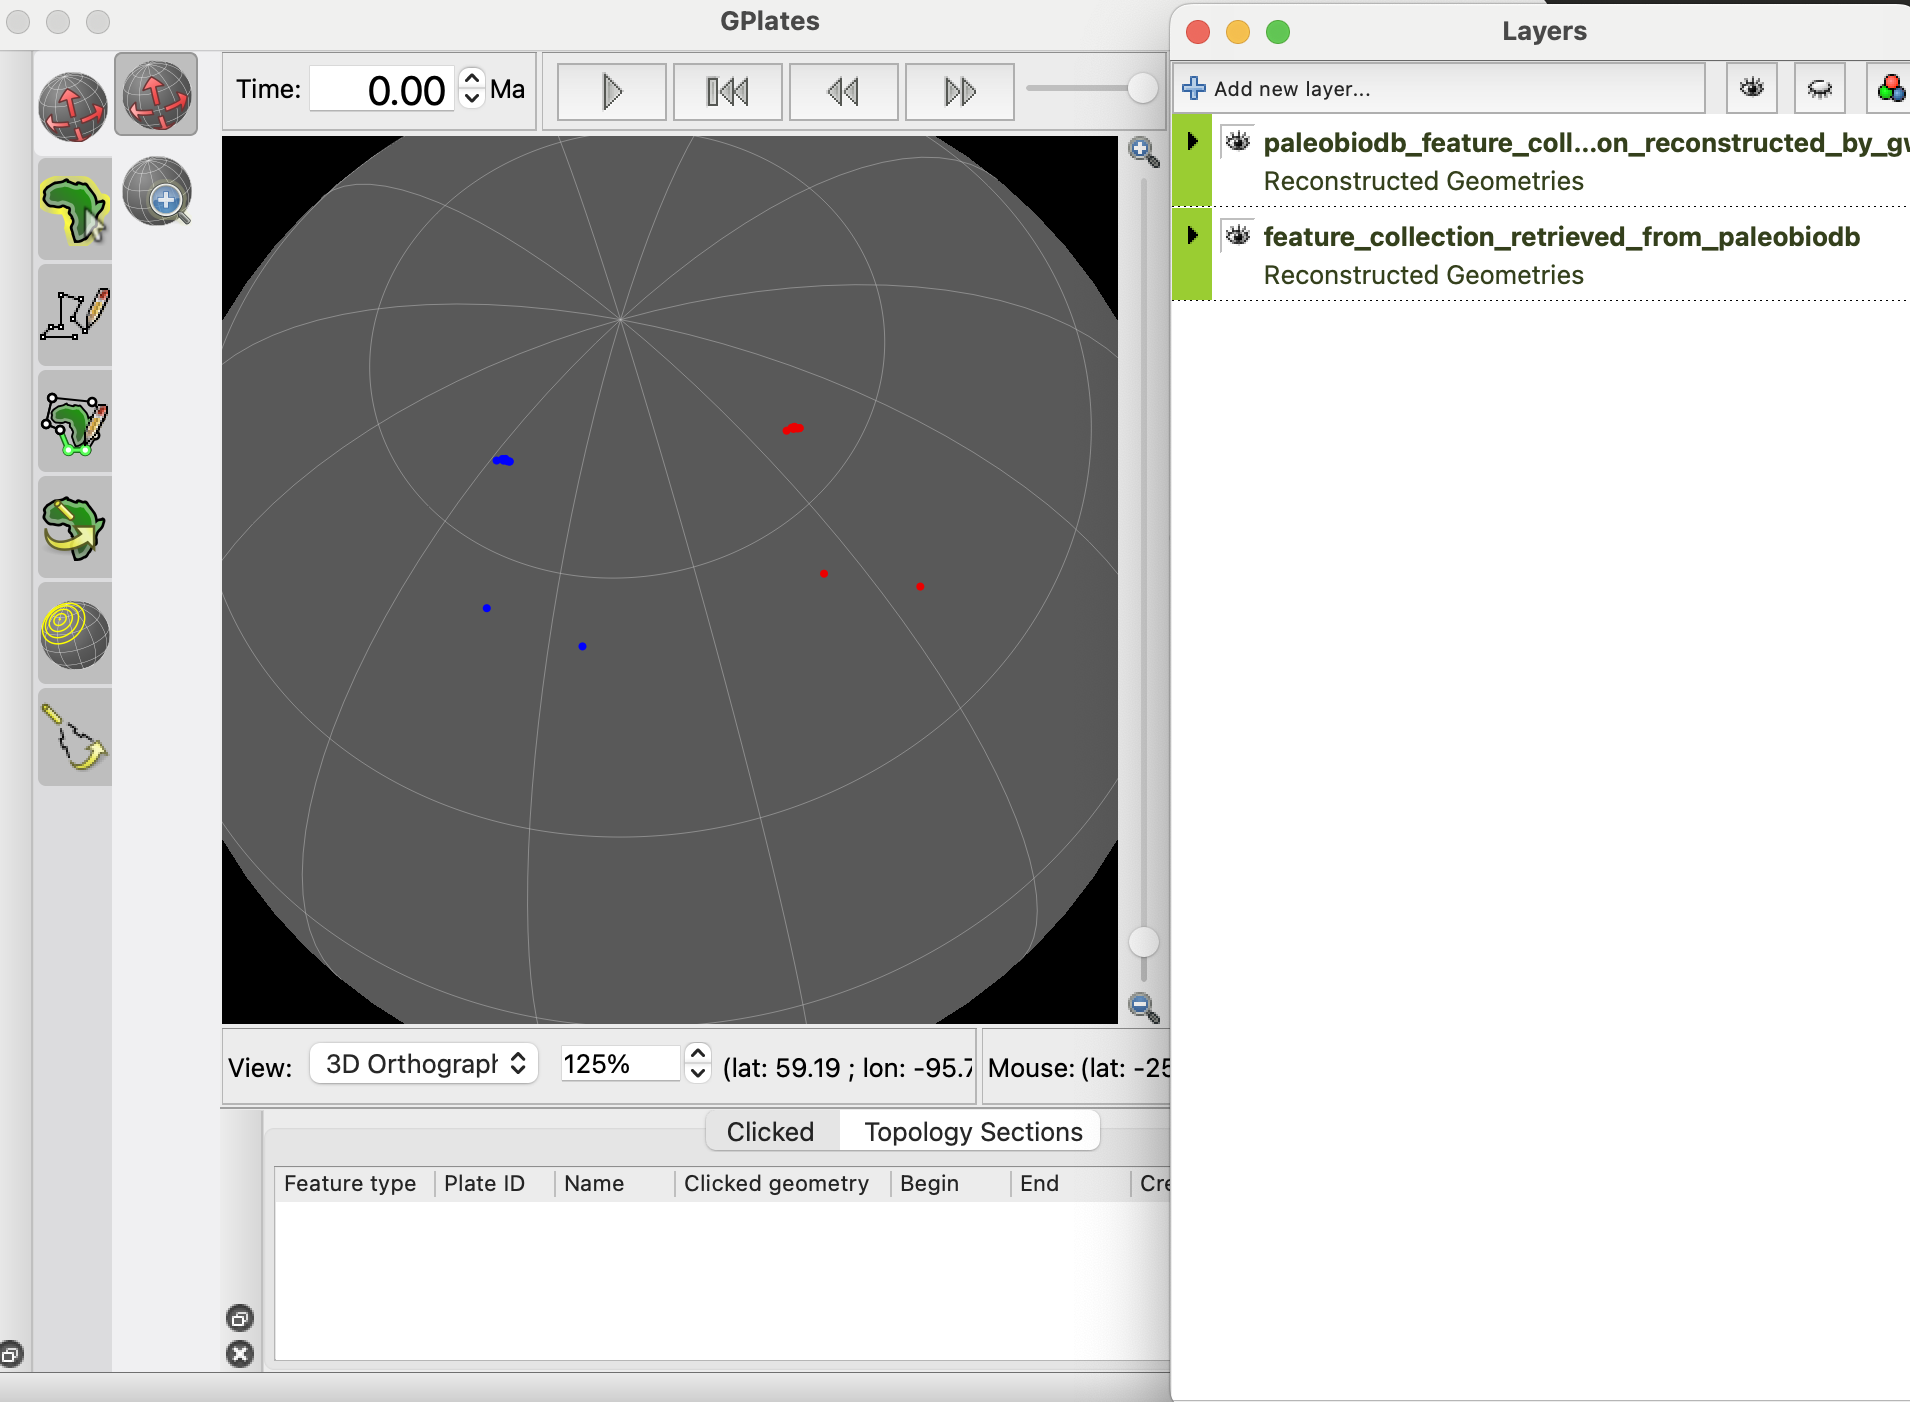 GPlates
Layers
Time: 0.00 Ma
Add new layer...
paleobiodb_feature_coll...on_reconstructed_by_gw
Reconstructed Geometries
feature_collection_retrieved_from_paleobiodb
Reconstructed Geometries
View: 3D Orthograph 125% (lat: 59.19 ; lon: -95.7 Mouse: (lat: -25
Clicked Topology Sections
Feature type Plate ID Name Clicked geometry Begin End Cre